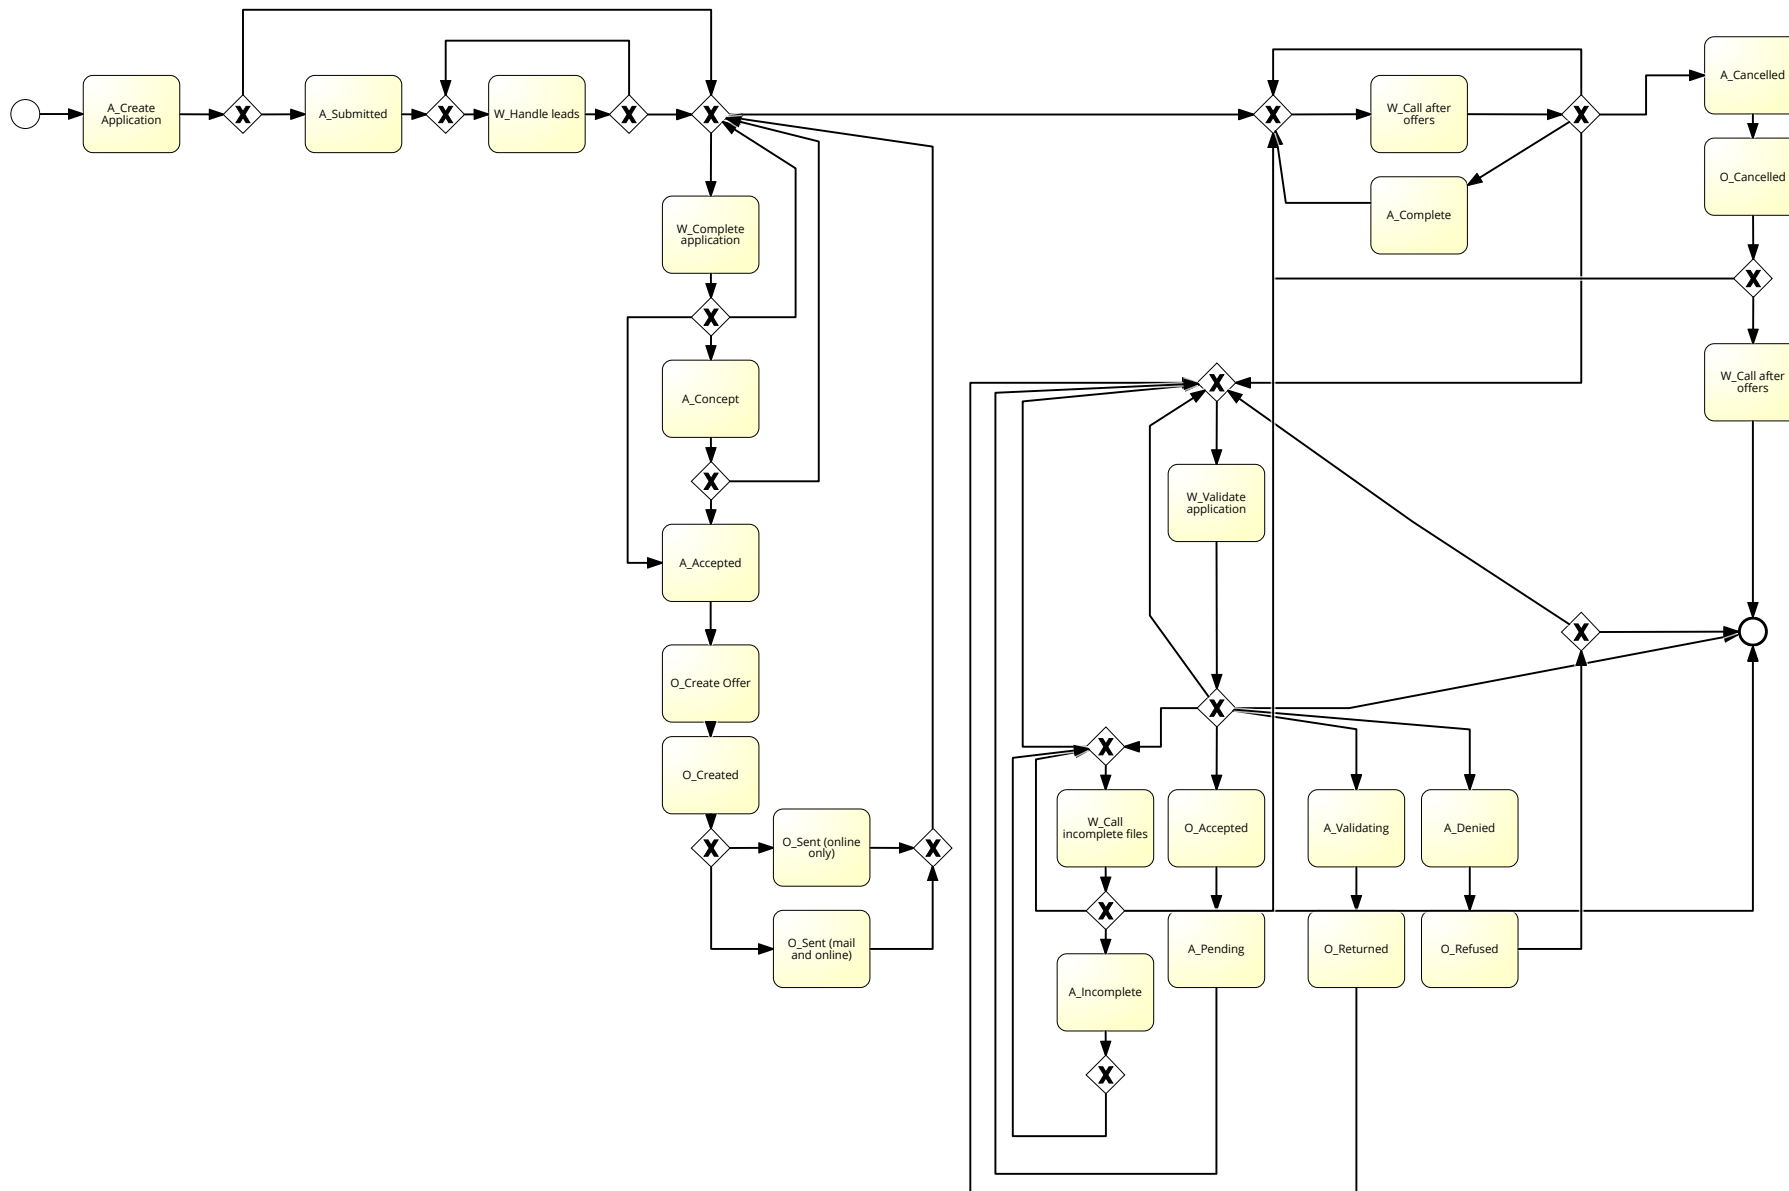 A_Create
Application
A_Submitted
W_Handle leads
W_Call after
offers
A_Cancelled
O_Cancelled
A_Complete
W_Complete
application
W_Call after
offers
A_Concept
W_Validate
application
A_Accepted
O_Create Offer
O_Created
O_Sent (online
only)
W_Call
incomplete files
O_Accepted
A_Validating
A_Denied
O_Sent (mail
and online)
A_Pending
O_Returned
O_Refused
A_Incomplete